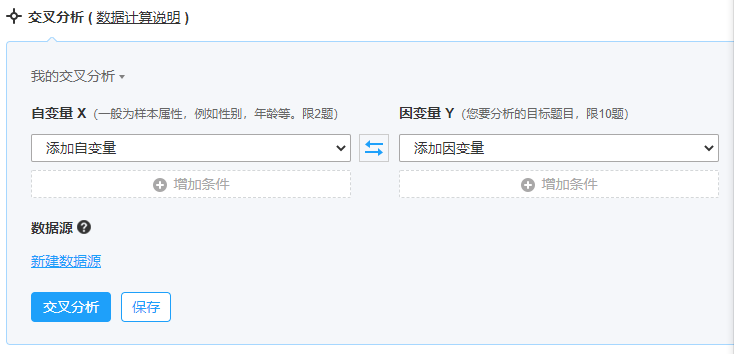 交叉分析 ( 数据计算说明 )
我的交叉分析
自变量 X（一般为样本属性，例如性别，年龄等。限2题）
因变量 Y（您要分析的目标题目，限10题）
添加自变量
添加因变量
增加条件
增加条件
数据源
新建数据源
交叉分析
保存